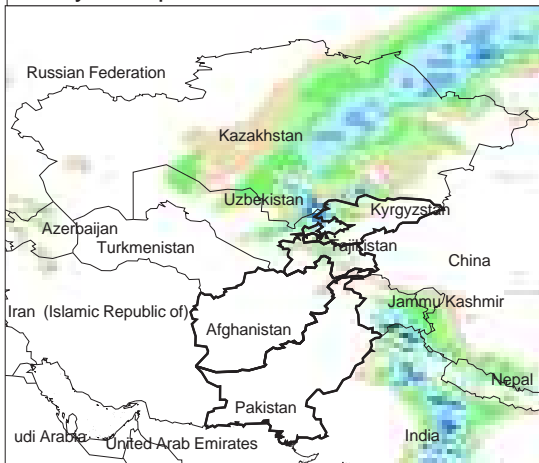 Russian Federation
Kazakhstan
Uzbekistan
Kyrgyzstan
Azerbaijan
Turkmenistan
Tajikistan
China
Iran (Islamic Republic of)
Jammu Kashmir
Afghanistan
Nepal
Pakistan
udi Arabia
United Arab Emirates
India